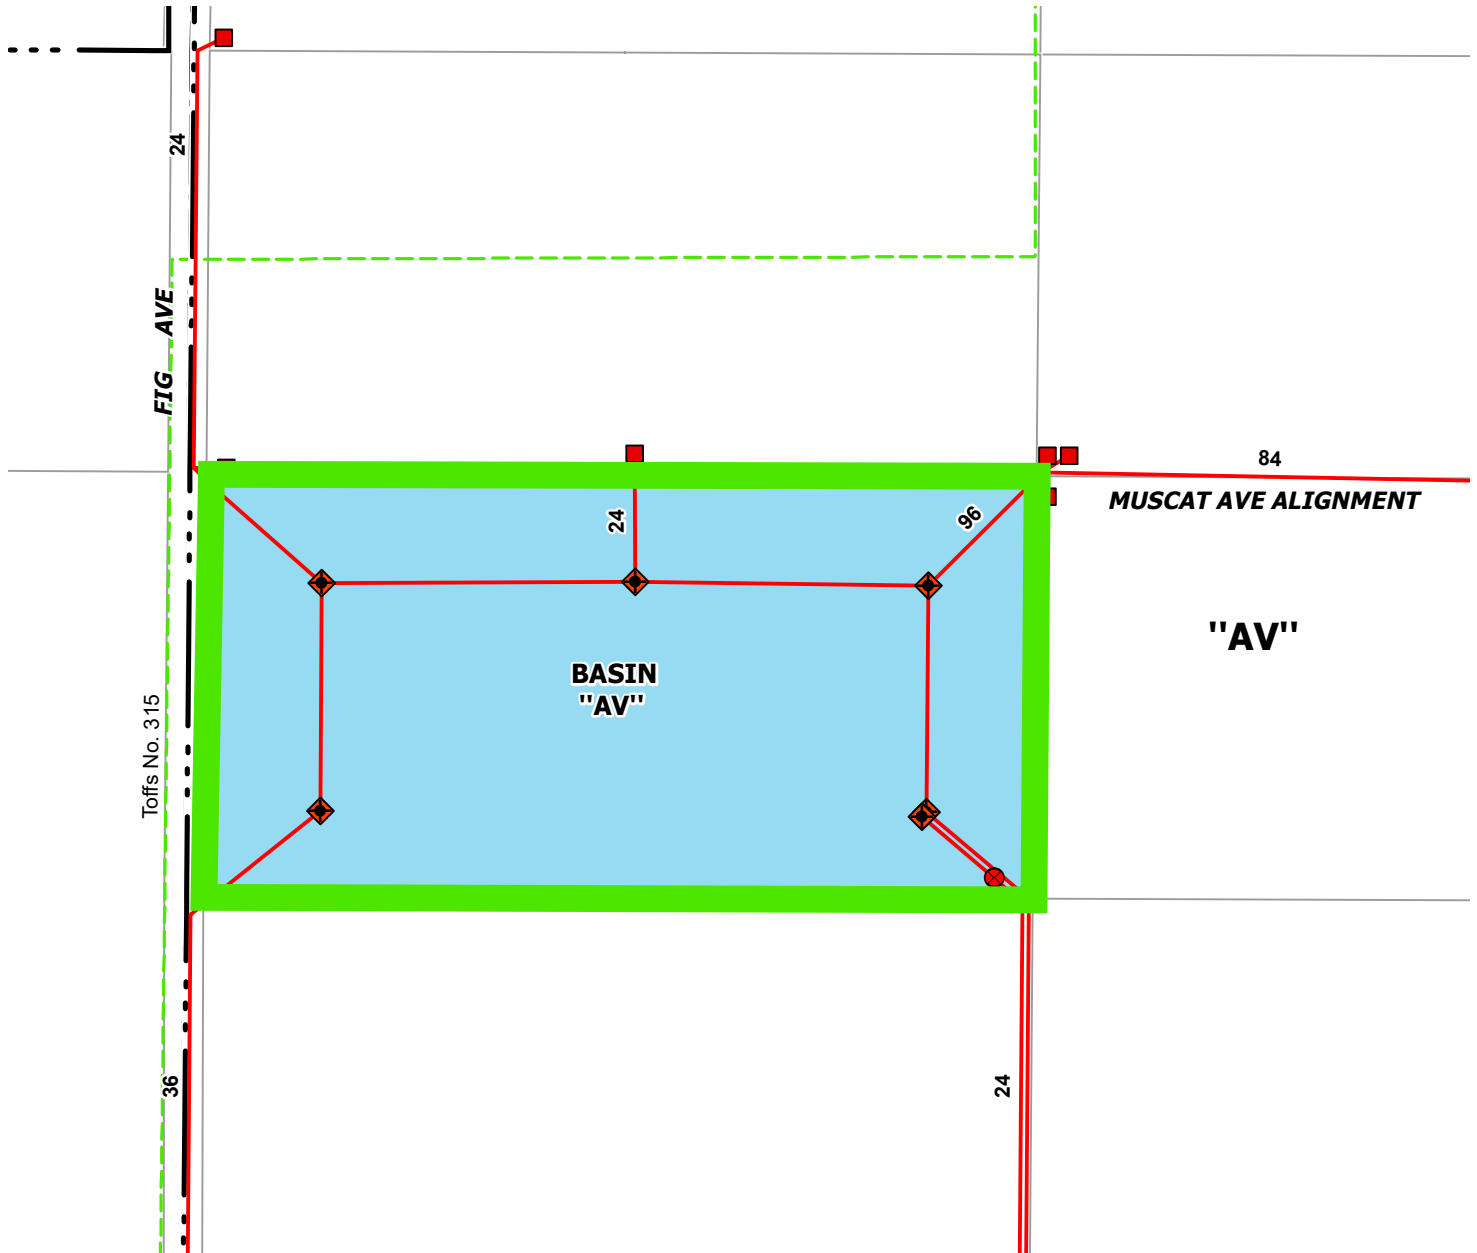 24
FIG AVE
84
MUSCAT AVE ALIGNMENT
24
96
"AV"
BASIN
"AV"
Toffs No. 315
36
24